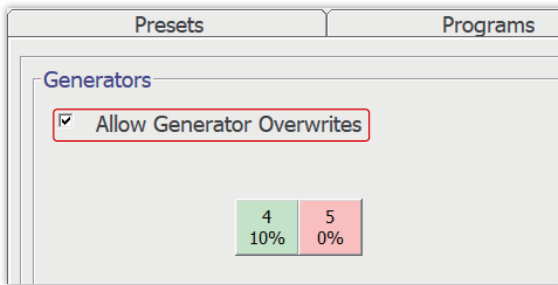 Presets Programs
Generators
Allow Generator Overwrites
4 5
10% 0%